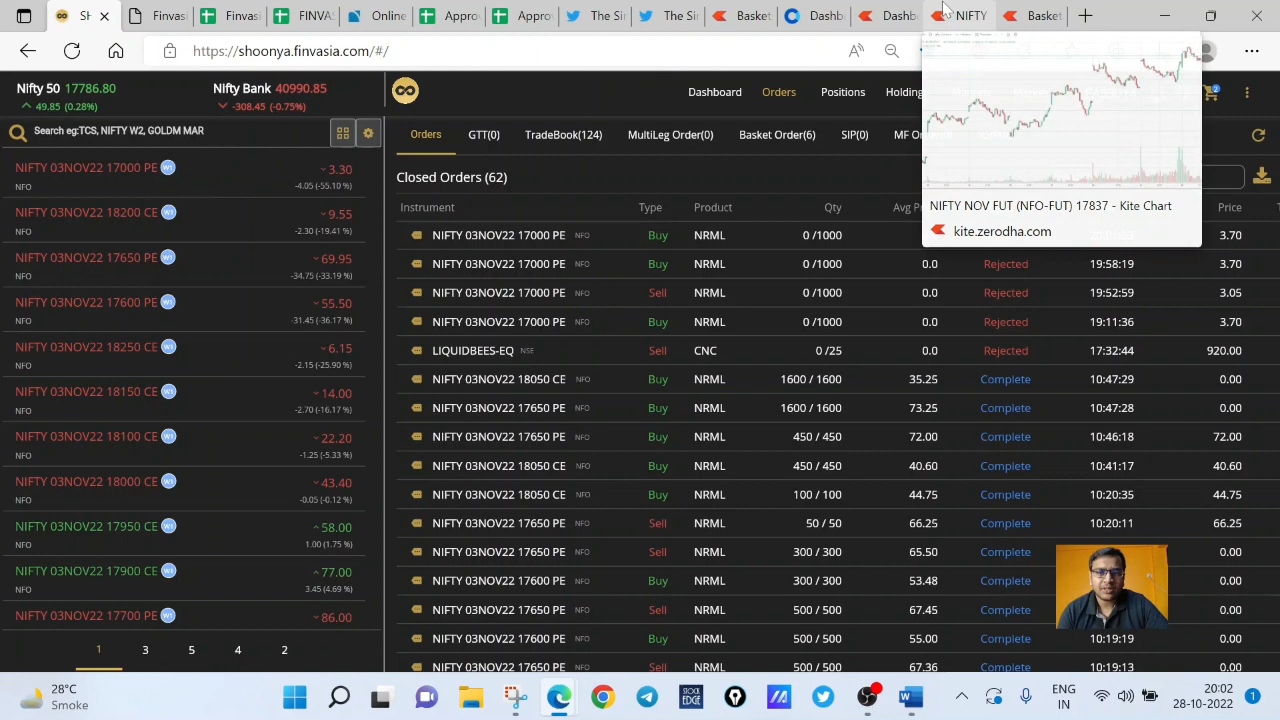 Si
Basket
Twitter Sen
Twitter Sen
Basket
Basket
NIFTY
Bask
.com/#/
Nifty 50 17786.80
49.85 (0.28%)
Nifty Bank 40990.85
-308.45 (-0.75%)
Dashboard
Orders
Positions
Holding
2
Search eg:TCS, NIFTY W2, GOLDM MAR
Orders
GTT(0)
TradeBook(124)
MultiLeg Order(0)
Basket Order(6)
SIP(0)
MF
NIFTY 03NOV22 17000 PE W1 3.30
NFO -4.05 (-55.10 %)
NIFTY 03NOV22 18200 CE W1 9.55
NFO -2.30 (-19.41 %)
NIFTY 03NOV22 17650 PE W1 69.95
NFO -34.75 (-33.19 %)
NIFTY 03NOV22 17600 PE W1 55.50
NFO -31.45 (-36.17 %)
NIFTY 03NOV22 18250 CE W1 6.15
NFO -2.15 (-25.90 %)
NIFTY 03NOV22 18150 CE W1 14.00
NFO -2.70 (-16.17 %)
NIFTY 03NOV22 18100 CE W1 22.20
NFO -1.25 (-5.33 %)
NIFTY 03NOV22 18000 CE W1 43.40
NFO -0.05 (-0.12 %)
NIFTY 03NOV22 17950 CE W1 58.00
NFO 1.00 (1.75 %)
NIFTY 03NOV22 17900 CE W1 77.00
NFO 3.45 (4.69 %)
NIFTY 03NOV22 17700 PE W1 86.00
1 3 5 4 2
Closed Orders (62)
Instrument Type Product Qty Avg P Price
NIFTY 03NOV22 17000 PE NFO Buy NRML 0 /1000 3.70
NIFTY 03NOV22 17000 PE NFO Buy NRML 0 /1000 0.0 Rejected 19:58:19 3.70
NIFTY 03NOV22 17000 PE NFO Sell NRML 0 /1000 0.0 Rejected 19:52:59 3.05
NIFTY 03NOV22 17000 PE NFO Buy NRML 0 /1000 0.0 Rejected 19:11:36 3.70
LIQUIDBEES-EQ NSE Sell CNC 0 /25 0.0 Rejected 17:32:44 920.00
NIFTY 03NOV22 18050 CE NFO Buy NRML 1600 / 1600 35.25 Complete 10:47:29 0.00
NIFTY 03NOV22 17650 PE NFO Buy NRML 1600 / 1600 73.25 Complete 10:47:28 0.00
NIFTY 03NOV22 17650 PE NFO Buy NRML 450 / 450 72.00 Complete 10:46:18 72.00
NIFTY 03NOV22 18050 CE NFO Buy NRML 450 / 450 40.60 Complete 10:41:17 40.60
NIFTY 03NOV22 18050 CE NFO Buy NRML 100 / 100 44.75 Complete 10:20:35 44.75
NIFTY 03NOV22 17650 PE NFO Sell NRML 50 / 50 66.25 Complete 10:20:11 66.25
NIFTY 03NOV22 17650 PE NFO Sell NRML 300 / 300 65.50 Complete 0.00
NIFTY 03NOV22 17600 PE NFO Buy NRML 300 / 300 53.48 Complete 0.00
NIFTY 03NOV22 17650 PE NFO Sell NRML 500 / 500 67.45 Complete 0.00
NIFTY 03NOV22 17600 PE NFO Buy NRML 500 / 500 55.00 Complete 10:19:19 0.00
NIFTY 03NOV22 17650 PE NFO Sell NRML 500 / 500 67.36 Complete 10:19:13 0.00
NIFTY NOV FUT (NFO-FUT) 17837 - Kite Chart
kite.zerodha.com
28°C
Smoke
STOCK
EDGE
ENG
IN
20:02
28-10-2022
1